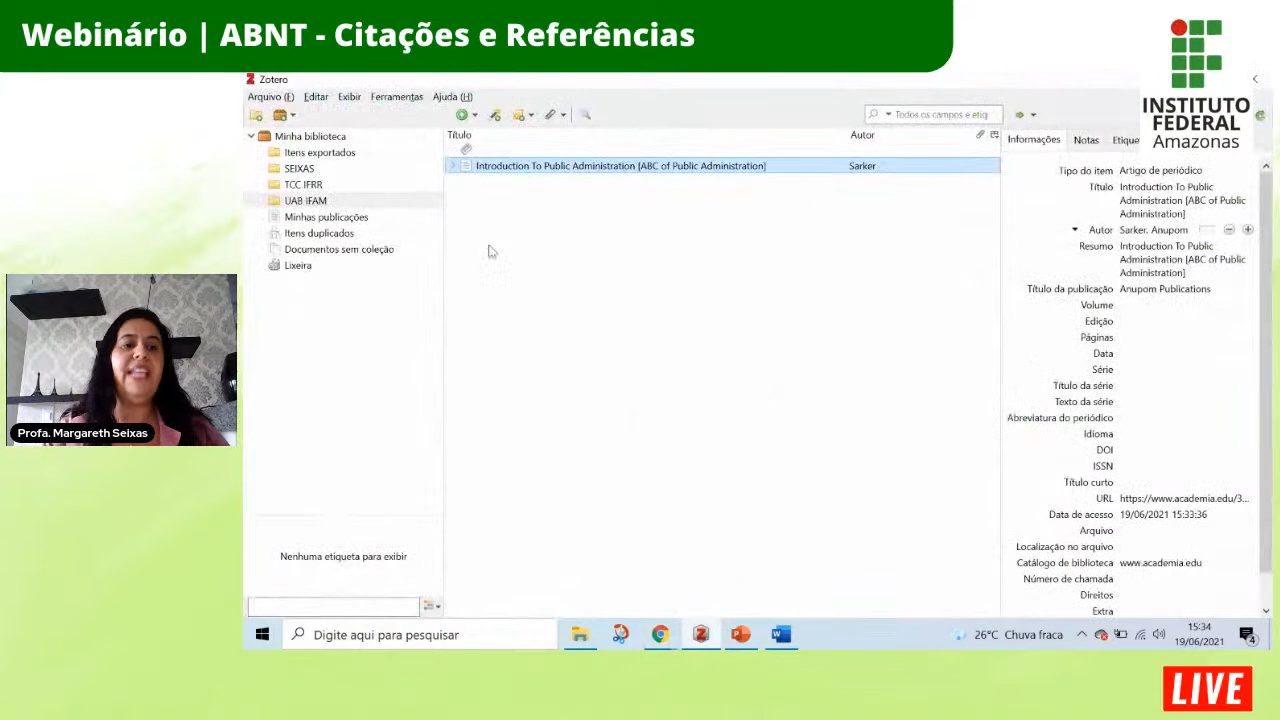 Webinário | ABNT - Citações e Referências
INSTITUTO
FEDERAL
Amazonas
Zotero
Arquivo (F) Editar Exibir Ferramentas Ajuda (H)
Todos os campos e etiq
Minha biblioteca
Itens exportados
SEIXAS
TCC IFRR
UAB IFAM
Minhas publicações
Itens duplicados
Documentos sem coleção
Lixeira
Nenhuma etiqueta para exibir
Título Autor
Introduction To Public Administration [ABC of Public Administration] Sarker
Informações Notas Etique
Tipo do item Artigo de periódico
Título Introduction To Public
Administration [ABC of Public
Administration]
Autor Sarker, Anupom
Resumo Introduction To Public
Administration [ABC of Public
Administration]
Título da publicação Anupom Publications
Volume
Edição
Páginas
Data
Série
Título da série
Texto da série
Abreviatura do periódico
Idioma
DOI
ISSN
Título curto
URL https://www.academia.edu/3...
Data de acesso 19/06/2021 15:33:36
Arquivo
Localização no arquivo
Catálogo de biblioteca www.academia.edu
Número de chamada
Direitos
Extra
Profa. Margareth Seixas
Digite aqui para pesquisar
26°C Chuva fraca
15:34
19/06/2021
4
LIVE